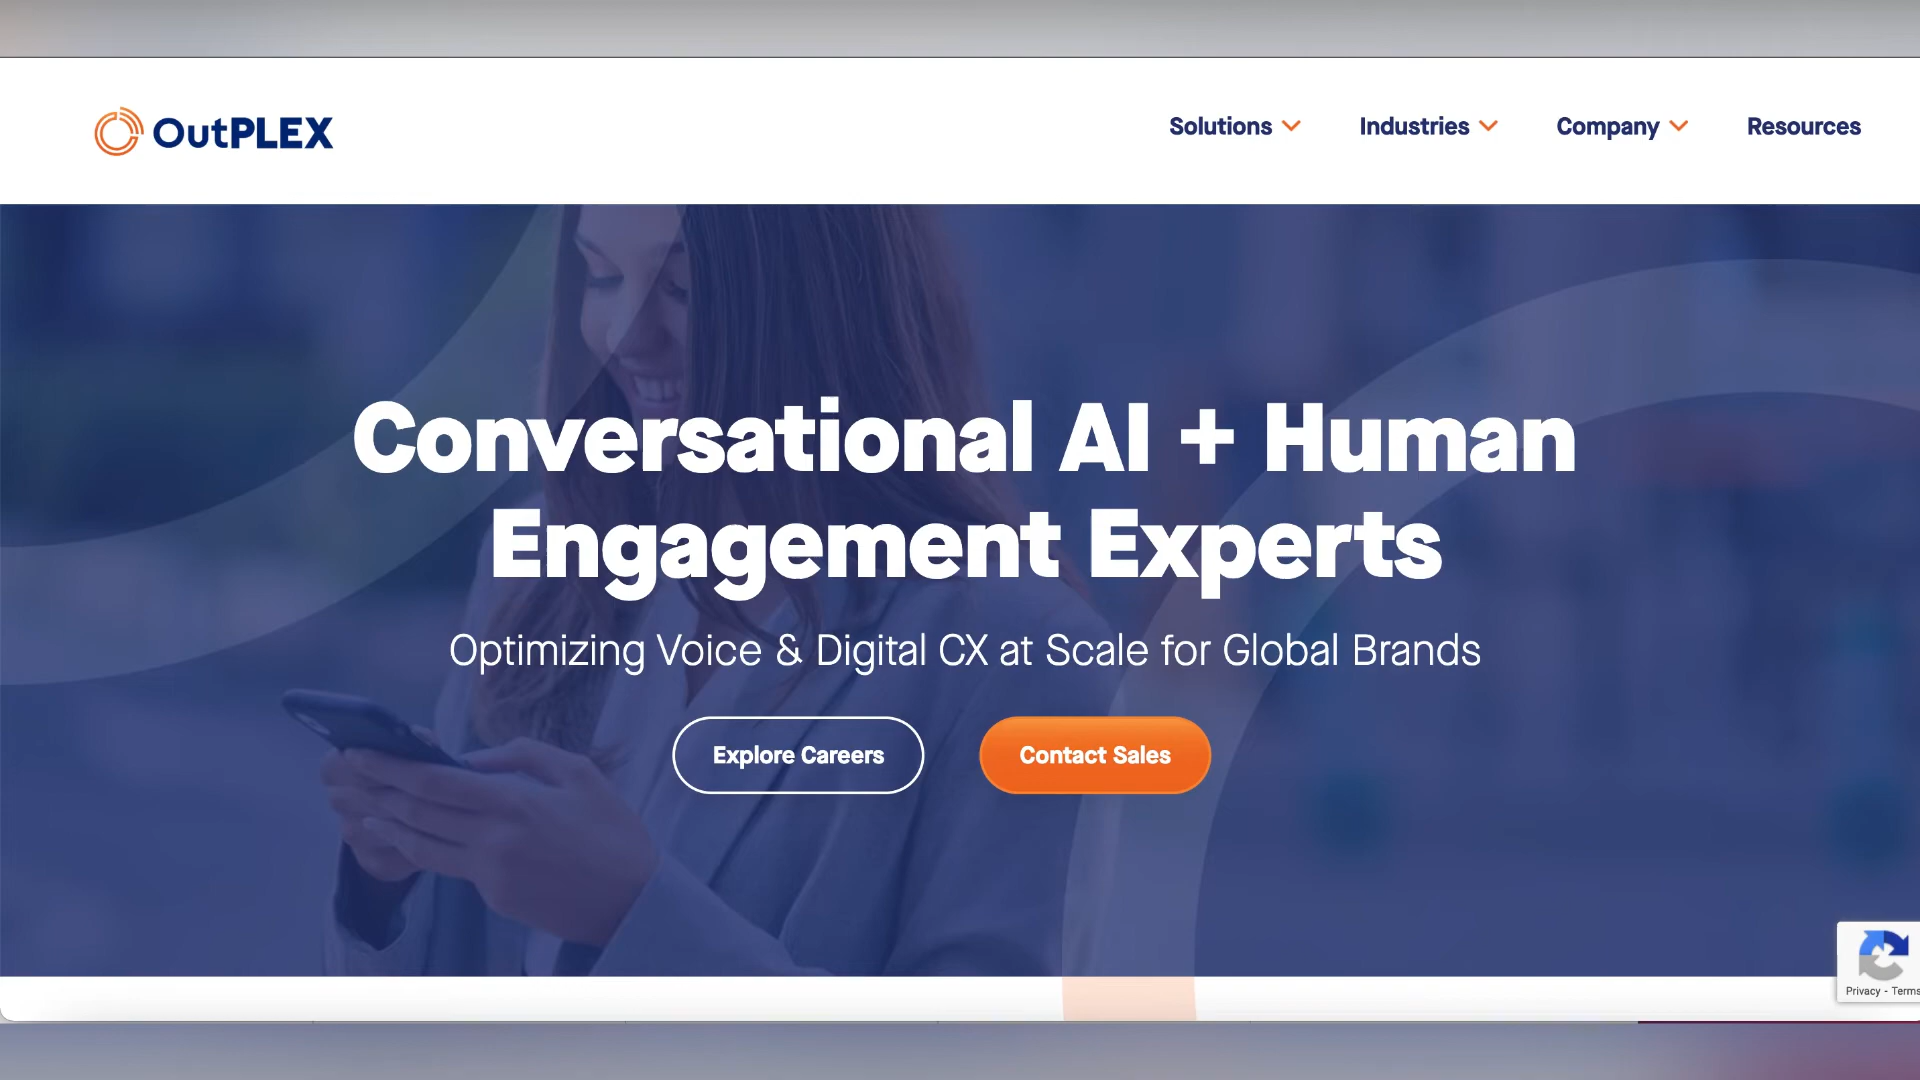 OutPLEX
Solutions
Industries
Company
Resources
Conversational AI + Human
Engagement Experts
Optimizing Voice & Digital CX at Scale for Global Brands
Explore Careers
Contact Sales
Privacy - Terms